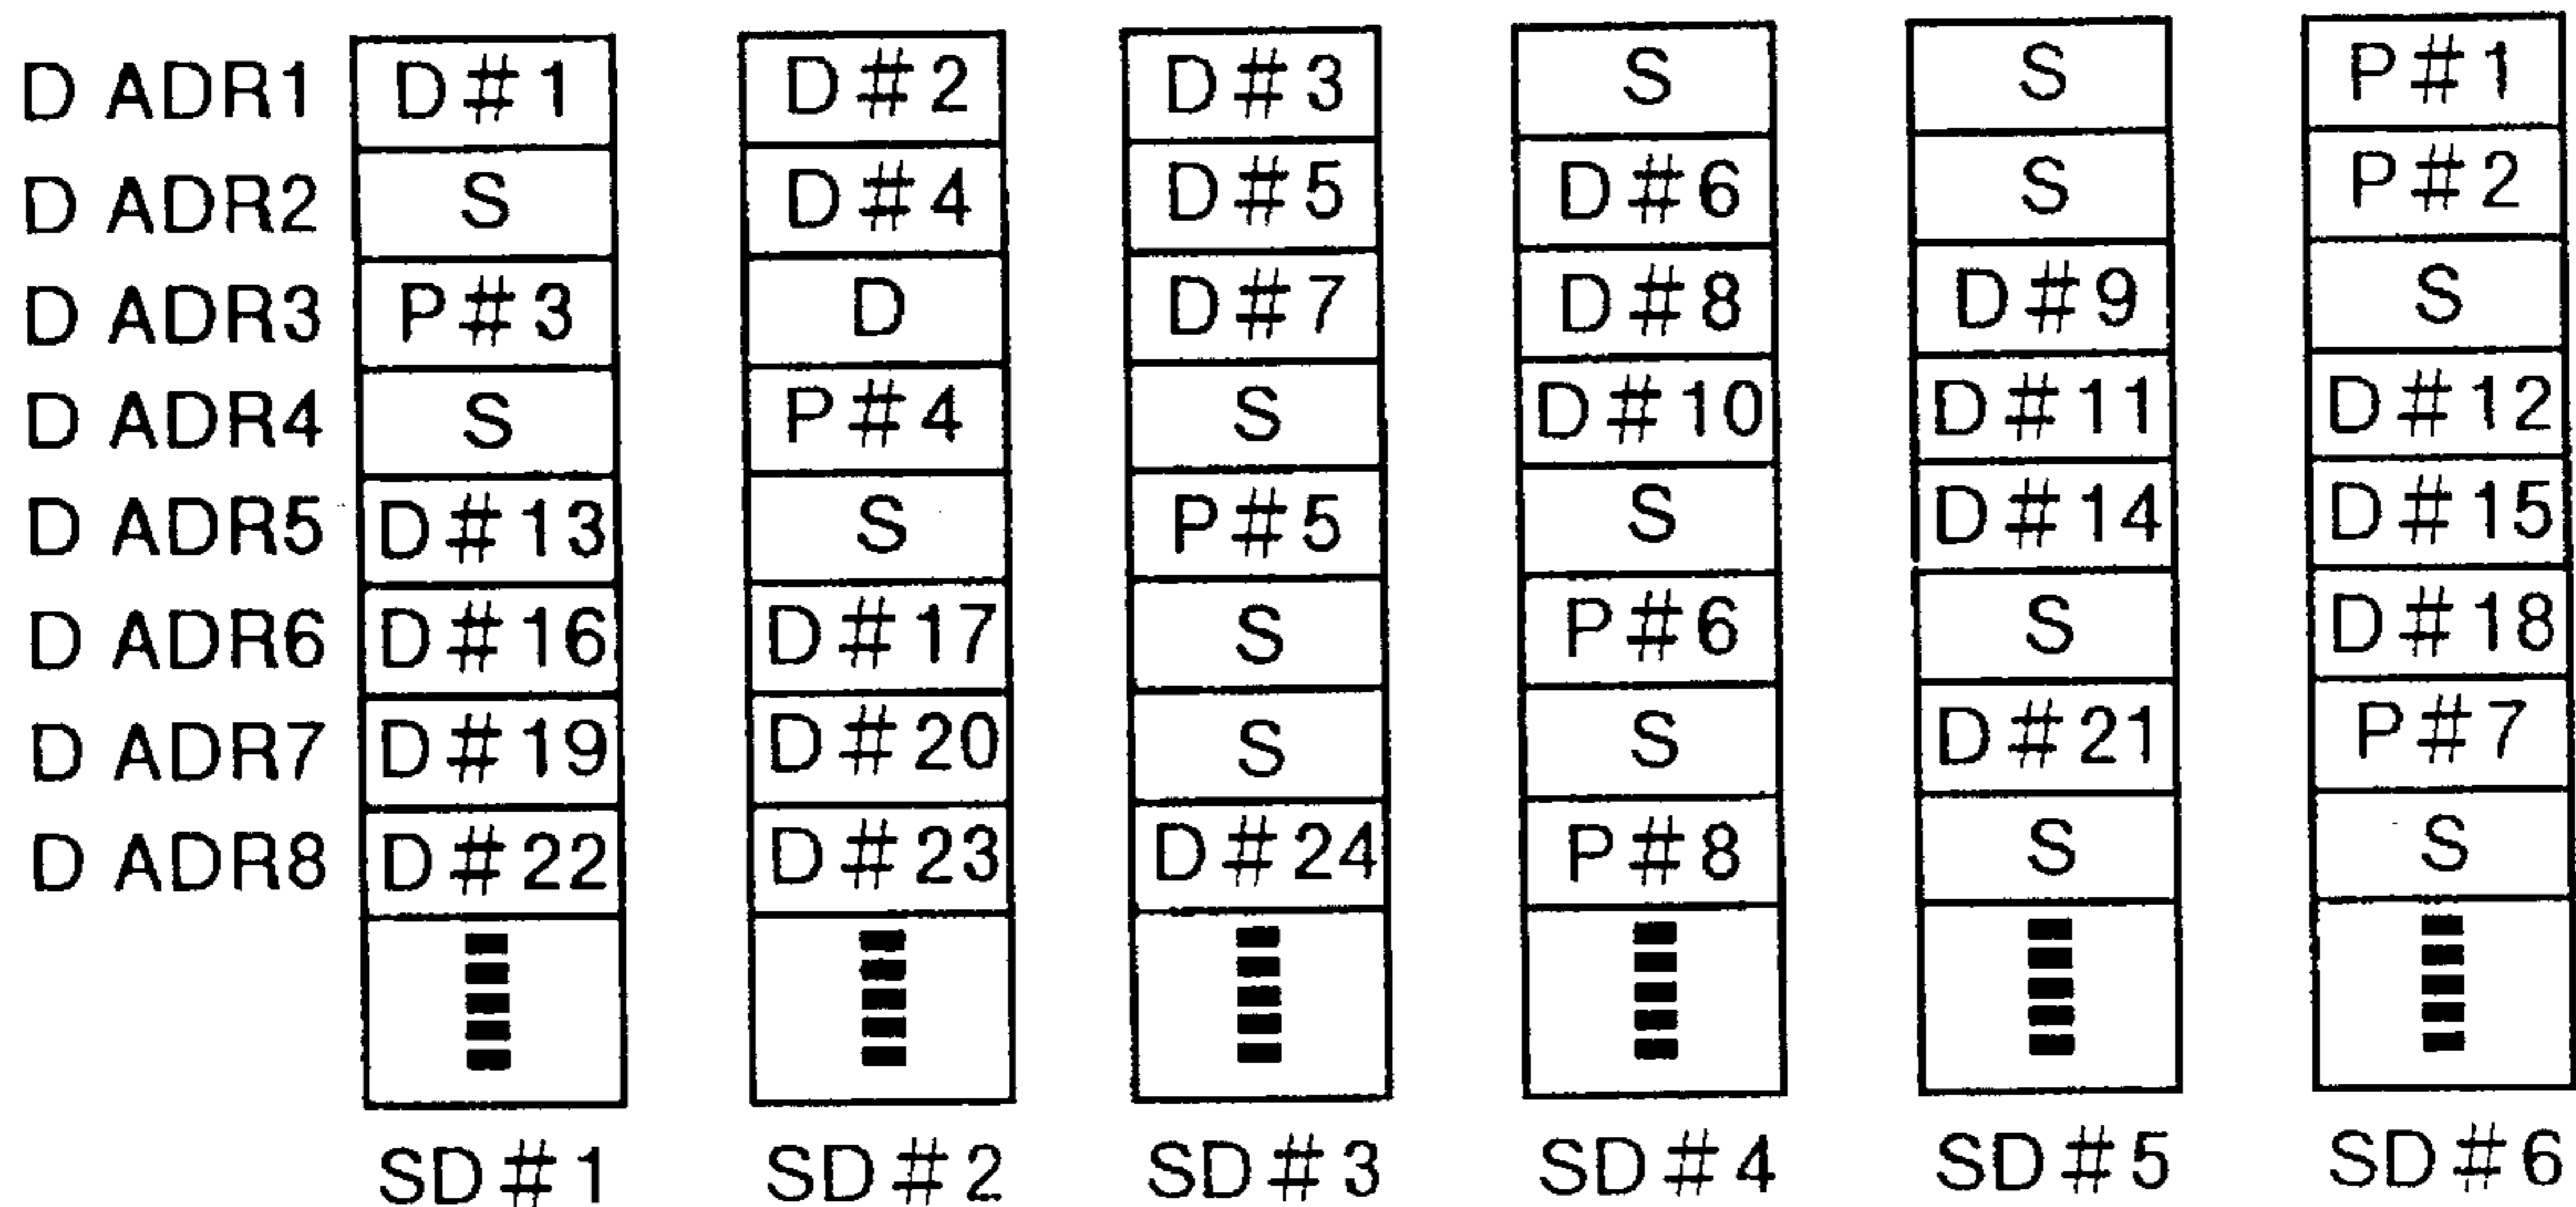 D ADR1 D#1 D#2 D#3 S S P#1
D ADR2 S D#4 D#5 D#6 S P#2
D ADR3 P#3 D D#7 D#8 D#9 S
D ADR4 S P#4 S D#10 D#11 D#12
D ADR5 D#13 S P#5 S D#14 D#15
D ADR6 D#16 D#17 S P#6 S D#18
D ADR7 D#19 D#20 S S D#21 P#7
D ADR8 D#22 D#23 D#24 P#8 S S
SD#1 SD#2 SD#3 SD#4 SD#5 SD#6